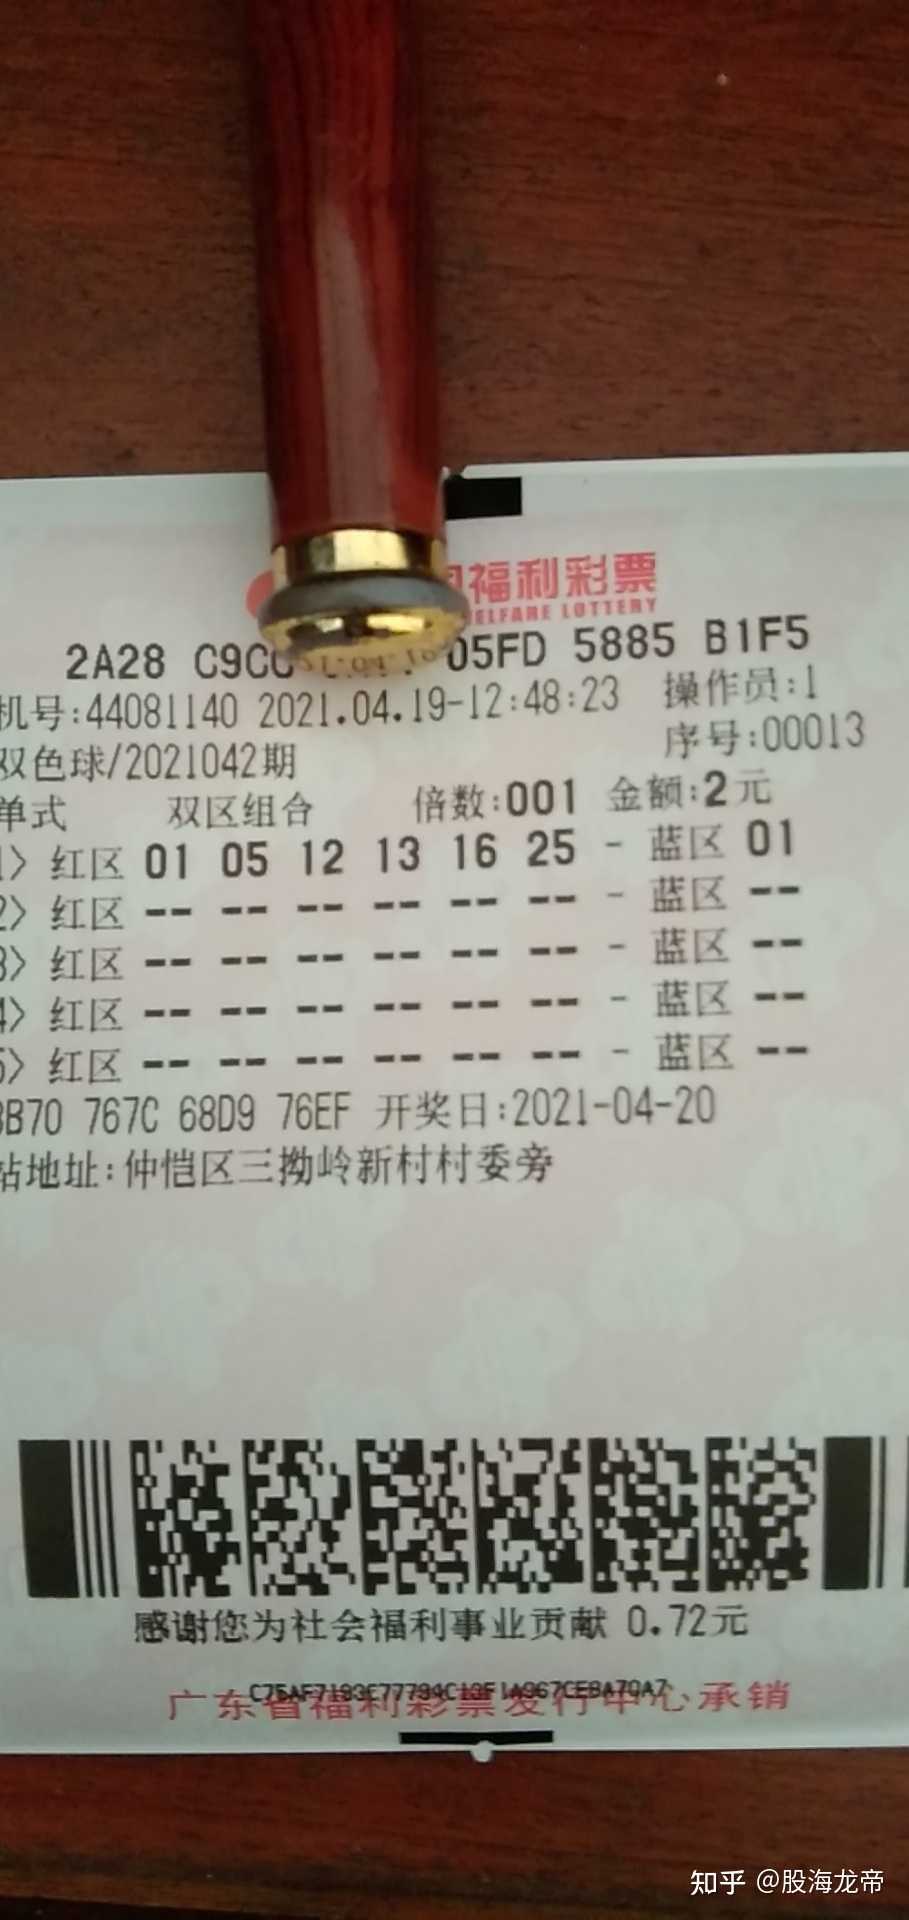 福利彩票
WELFARE LOTTERY
2A28 C9CC 05FD 5885 B1F5
机号:44081140 2021.04.19-12:48:23 操作员:1
双色球/2021042期 序号:00013
单式 双区组合 倍数:001 金额:2元
1> 红区 01 05 12 13 16 25 - 蓝区 01
2> 红区 -- -- -- -- -- -- - 蓝区 --
3> 红区 -- -- -- -- -- -- - 蓝区 --
4> 红区 -- -- -- -- -- -- - 蓝区 --
5> 红区 -- -- -- -- -- -- - 蓝区 --
8B70 767C 68D9 76EF 开奖日:2021-04-20
站地址:仲恺区三拗岭新村村委旁
感谢您为社会福利事业贡献 0.72元
广东省福利彩票发行中心承销
知乎 @股海龙帝